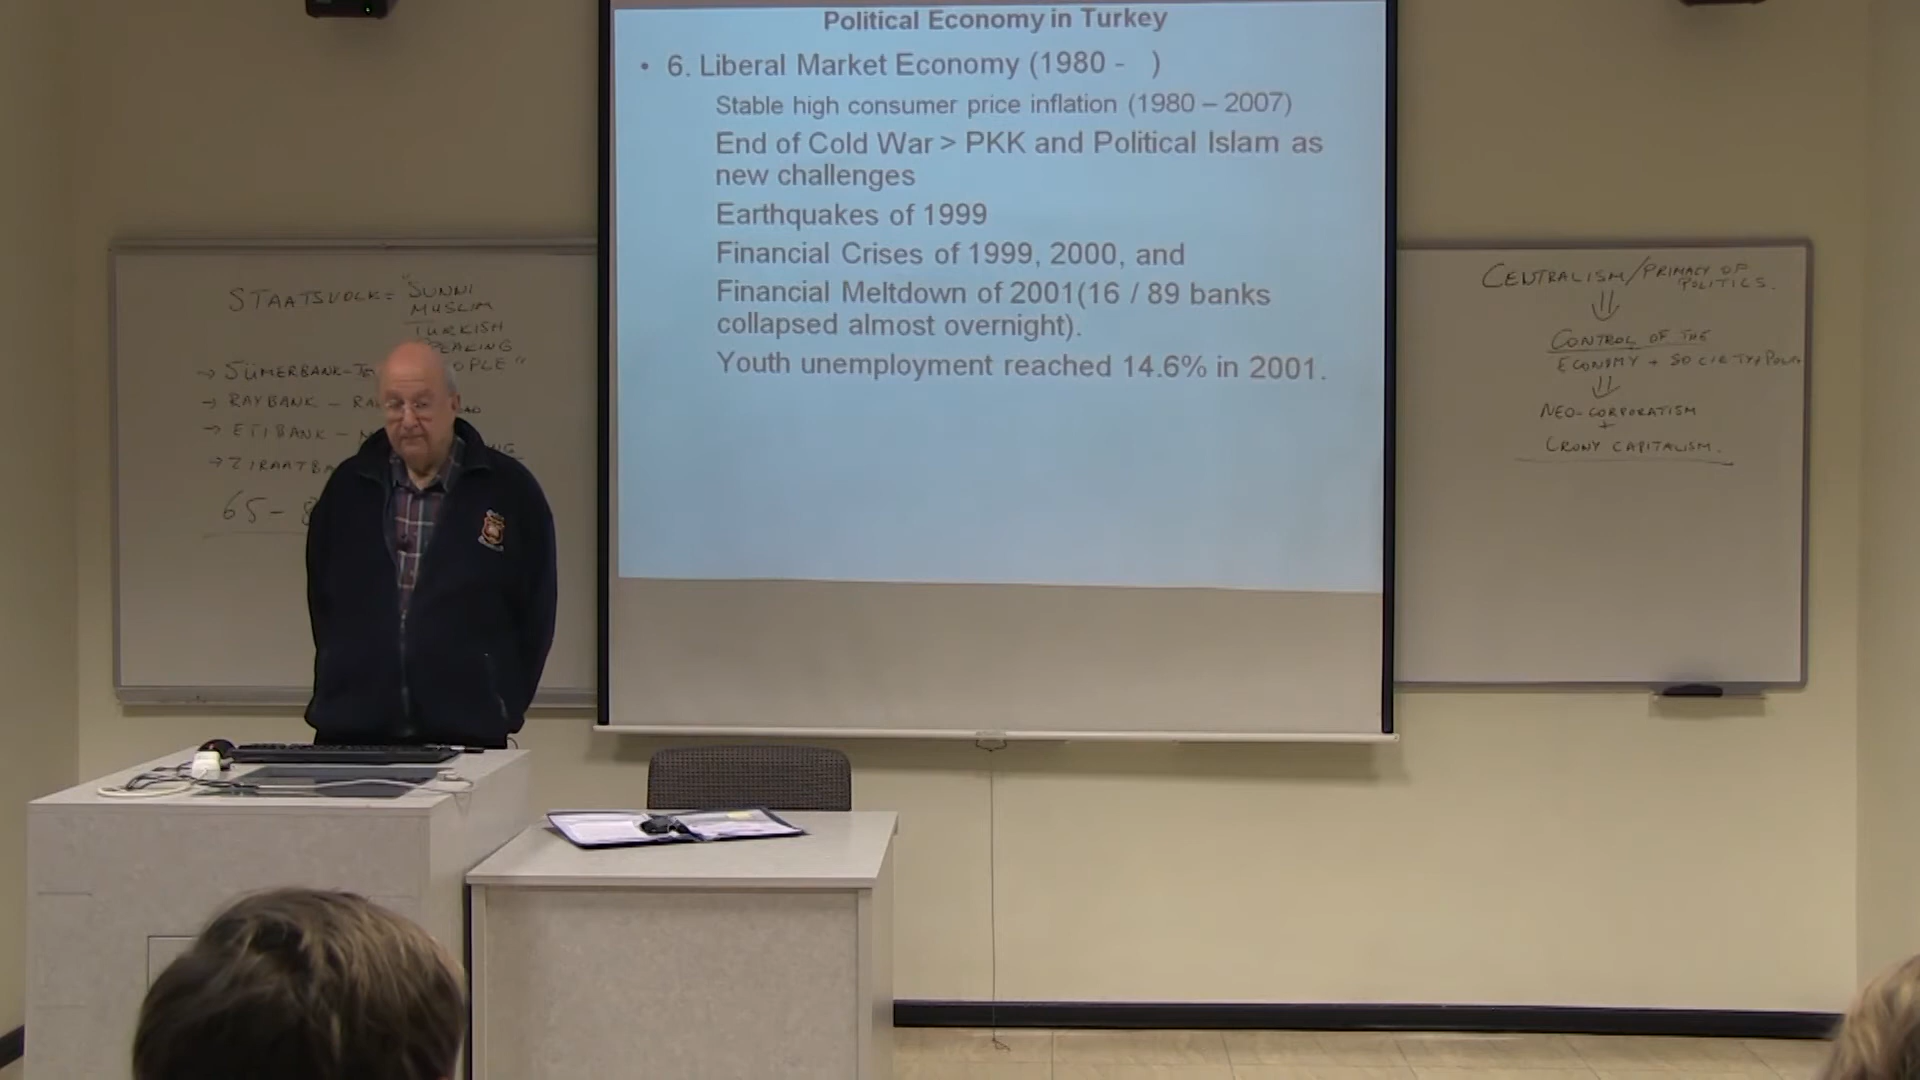 Political Economy in Turkey
• 6. Liberal Market Economy (1980 - )
Stable high consumer price inflation (1980 – 2007)
End of Cold War > PKK and Political Islam as
new challenges
Earthquakes of 1999
Financial Crises of 1999, 2000, and
Financial Meltdown of 2001(16 / 89 banks
collapsed almost overnight).
Youth unemployment reached 14.6% in 2001.
STAATSVOLK = "SUNNI
MUSLIM
TURKISH
→ SÜMERBANK -
→ RAYBANK -
→ ETIBANK -
→
65 -
CENTRALISM/PRIMACY OF
POLITICS.
⇓
CONTROL OF THE
ECONOMY + SOCIETY +
⇓
NEO-CORPORATISM
+
CRONY CAPITALISM.